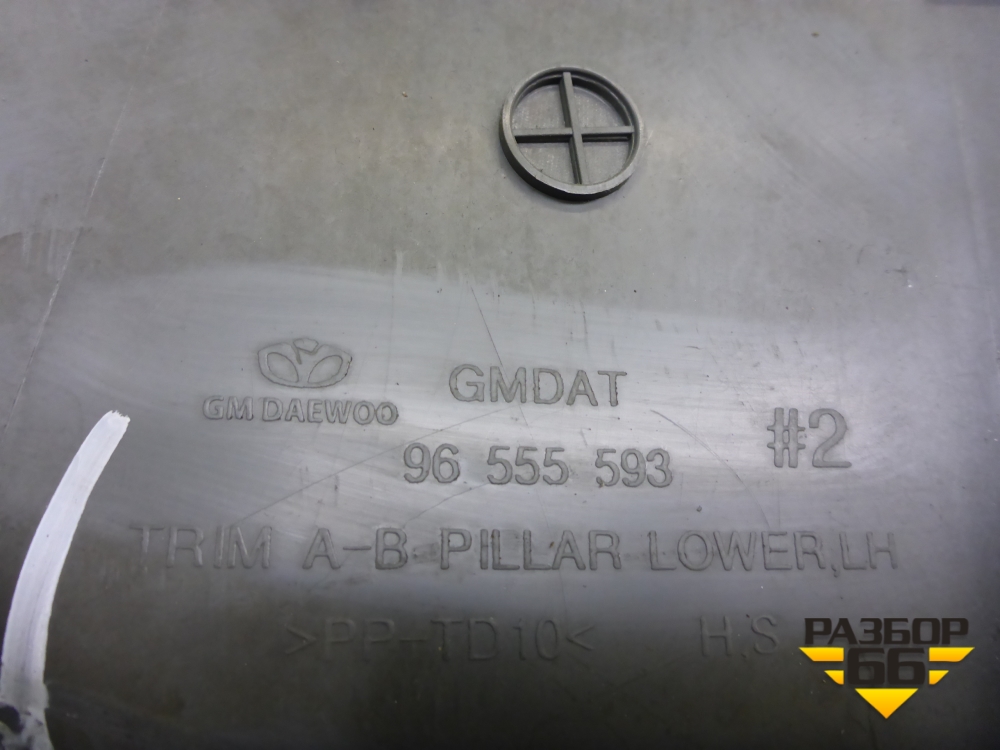 GMDAT
GM DAEWOO
96 555 593
#2
TRIM A-B PILLAR LOWER,LH
>PP-TD10< H,S
РАЗБОР
66